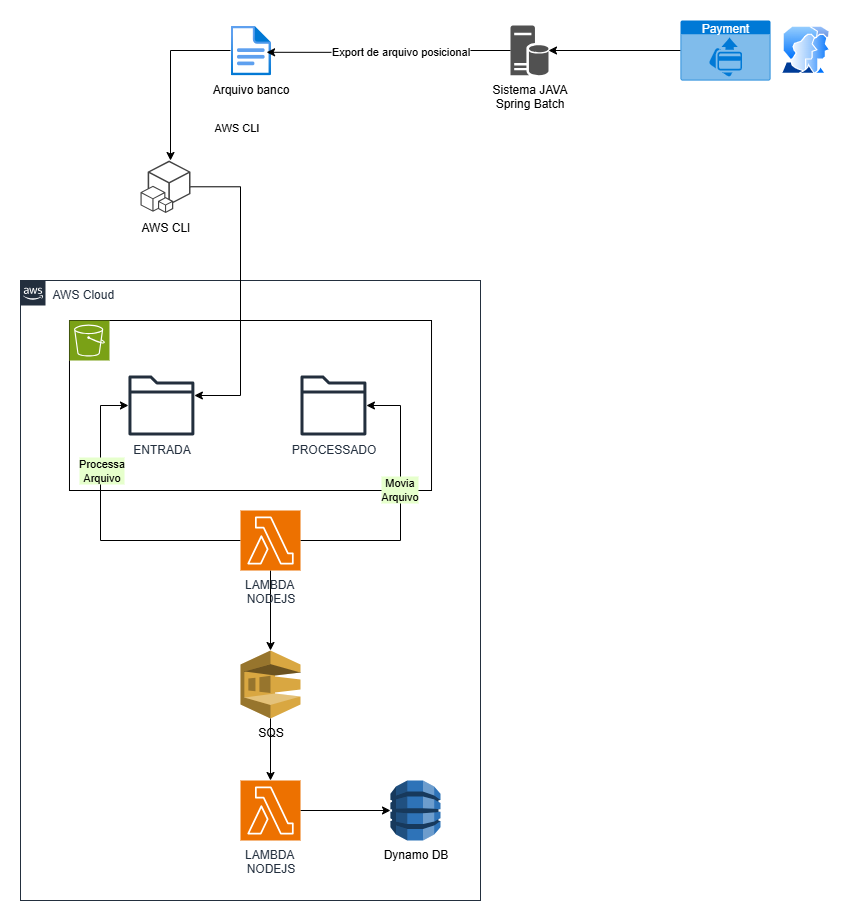 Payment
Export de arquivo posicional
Arquivo banco
Sistema JAVA
Spring Batch
AWS CLI
AWS CLI
aws
AWS Cloud
ENTRADA
PROCESSADO
Processa
Arquivo
Movia
Arquivo
LAMBDA
NODEJS
SQS
LAMBDA
NODEJS
Dynamo DB